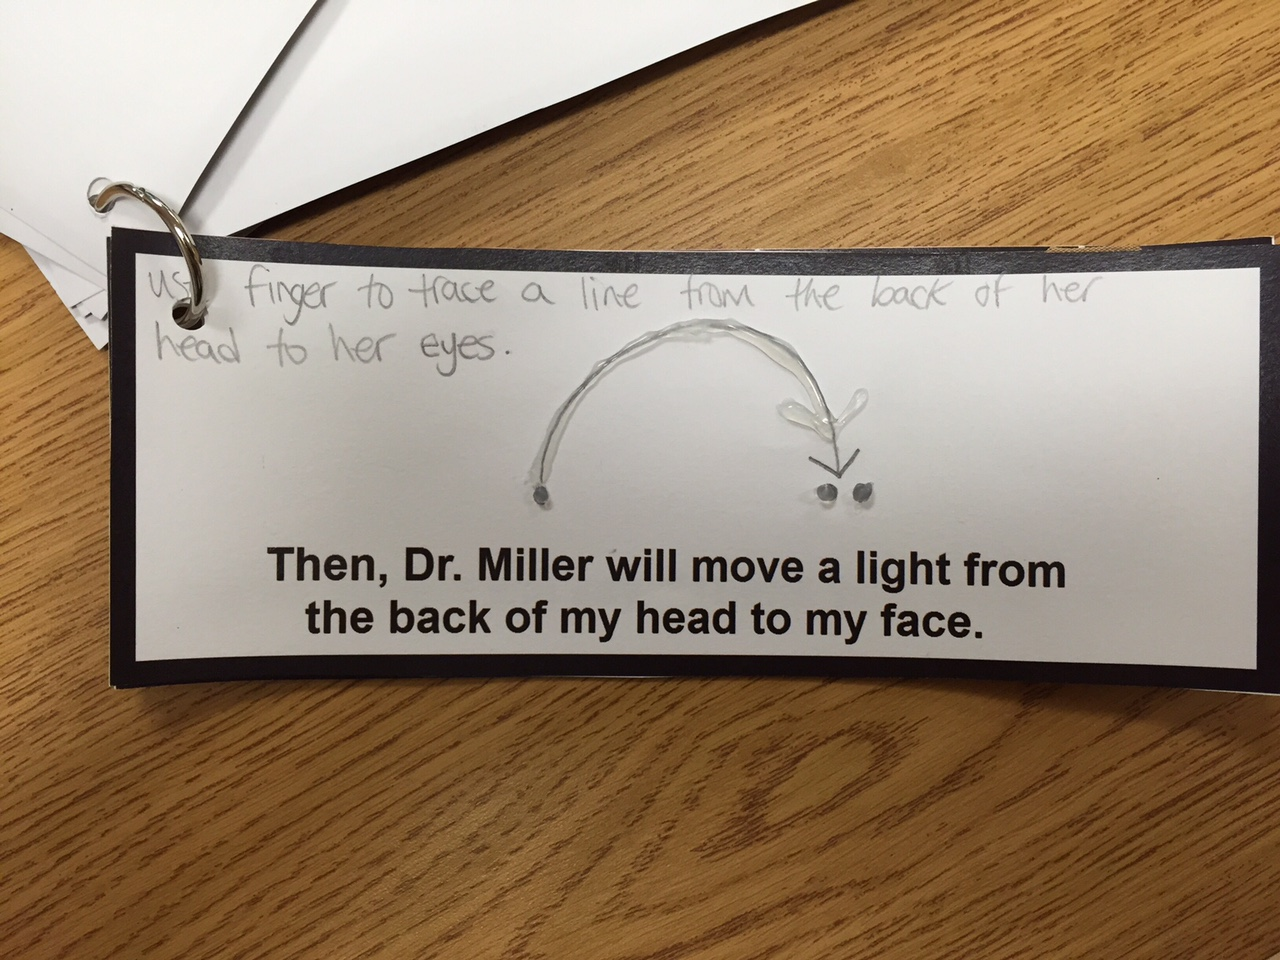 finger to trace a line from the back of her
head to her eyes.
Then, Dr. Miller will move a light from
the back of my head to my face.